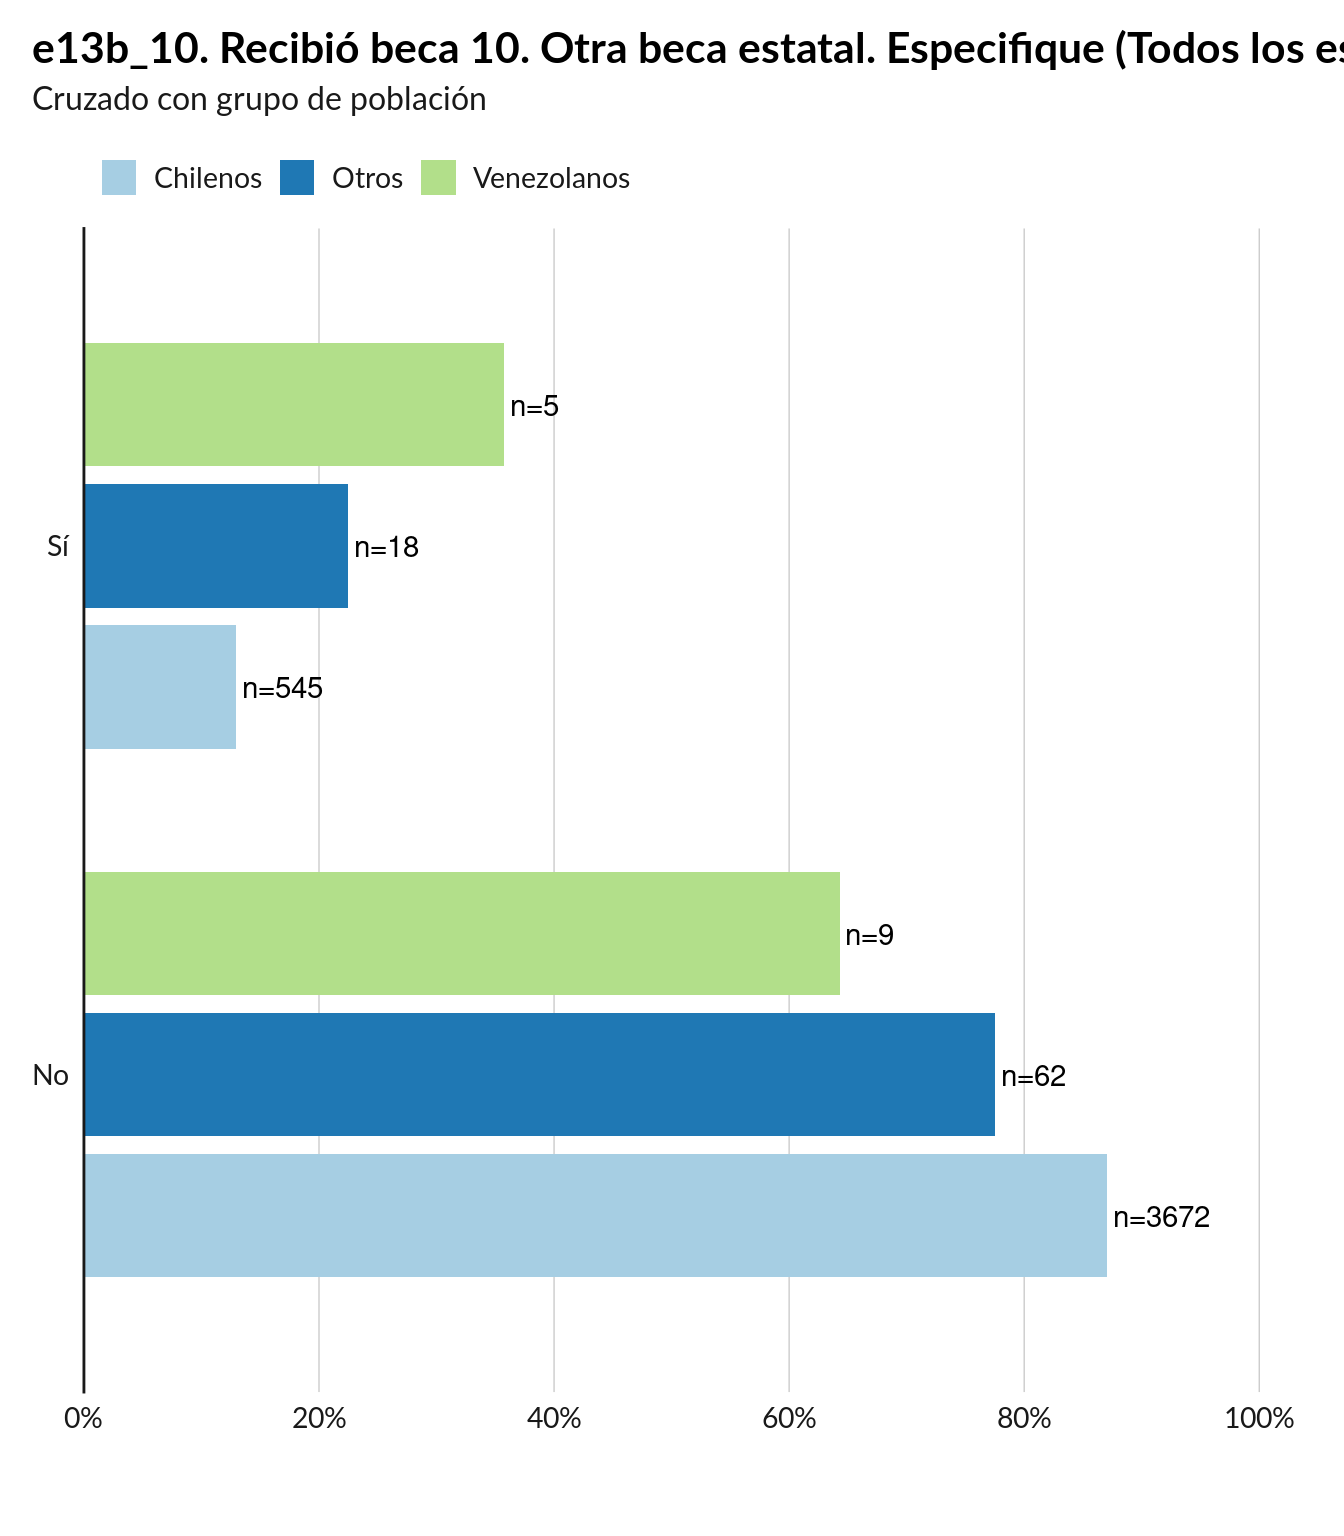 e13b_10. Recibió beca 10. Otra beca estatal. Especifique (Todos los es
Cruzado con grupo de población
Chilenos Otros Venezolanos
n=5
Sí n=18
n=545
n=9
No n=62
n=3672
0% 20% 40% 60% 80% 100%